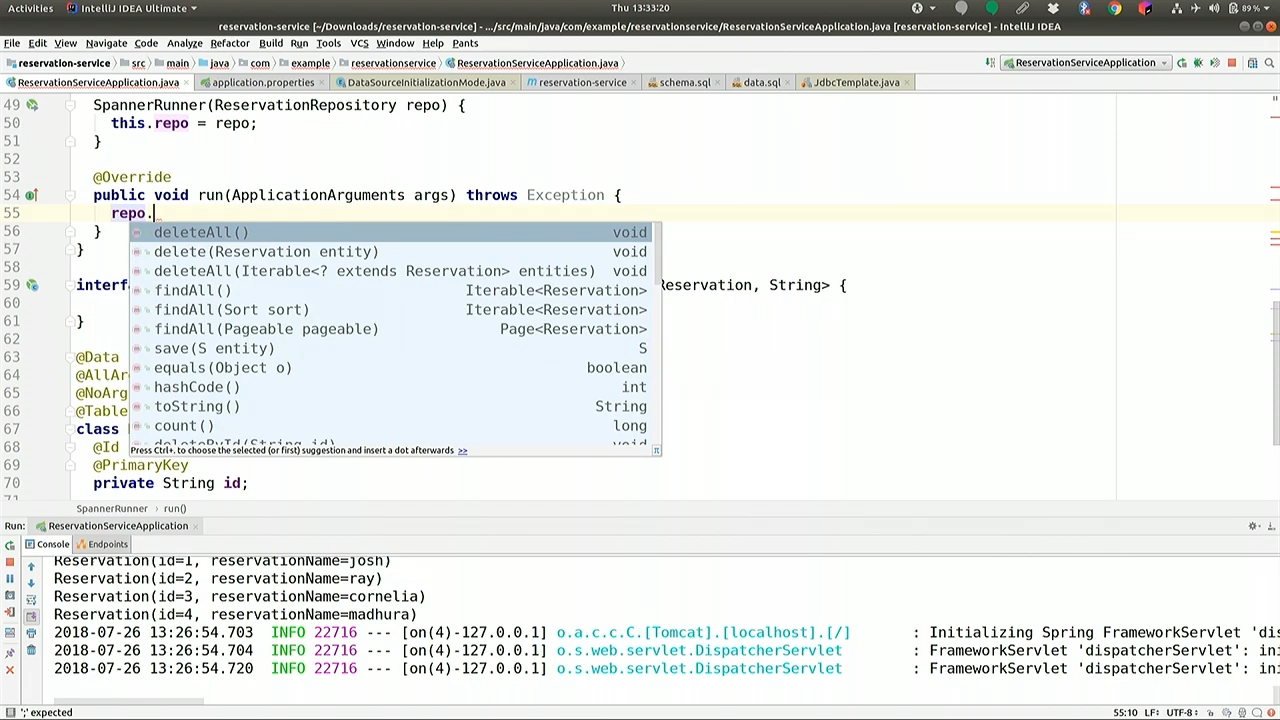 Activities IntelliJ IDEA Ultimate Thu 13:33:20 89 %
reservation-service [~/Downloads/reservation-service] - .../src/main/java/com/example/reservationservice/ReservationServiceApplication.java [reservation-service] - IntelliJ IDEA
File Edit View Navigate Code Analyze Refactor Build Run Tools VCS Window Help Pants
reservation-service src main java com example reservationservice ReservationServiceApplication.java ReservationServiceApplication
ReservationServiceApplication.java application.properties DataSourceInitializationMode.java reservation-service schema.sql data.sql JdbcTemplate.java
49 SpannerRunner(ReservationRepository repo) {
50 this.repo = repo;
51 }
52
53 @Override
54 public void run(ApplicationArguments args) throws Exception {
55 repo.
deleteAll() void
56 }
delete(Reservation entity) void
57 }
58
deleteAll(Iterable<? extends Reservation> entities) void
59 interf Reservation, String> {
findAll() Iterable<Reservation>
60
findAll(Sort sort) Iterable<Reservation>
61 }
findAll(Pageable pageable) Page<Reservation>
62
save(S entity) S
63 @Data
equals(Object o) boolean
64 @AllAr
hashCode() int
65 @NoArg
toString() String
66 @Table
count() long
67 class
deleteById(String id) void
68 @Id
Press Ctrl+. to choose the selected (or first) suggestion and insert a dot afterwards >>
69 @PrimaryKey
70 private String id;
71
SpannerRunner run()
Run: ReservationServiceApplication
Console Endpoints
Reservation(id=1, reservationName=josh)
Reservation(id=2, reservationName=ray)
Reservation(id=3, reservationName=cornelia)
Reservation(id=4, reservationName=madhura)
2018-07-26 13:26:54.703 INFO 22716 --- [on(4)-127.0.0.1] o.a.c.c.C.[Tomcat].[localhost].[/] : Initializing Spring FrameworkServlet 'dis
2018-07-26 13:26:54.704 INFO 22716 --- [on(4)-127.0.0.1] o.s.web.servlet.DispatcherServlet : FrameworkServlet 'dispatcherServlet': ini
2018-07-26 13:26:54.720 INFO 22716 --- [on(4)-127.0.0.1] o.s.web.servlet.DispatcherServlet : FrameworkServlet 'dispatcherServlet': ini
';' expected 55:10 LF: UTF-8: